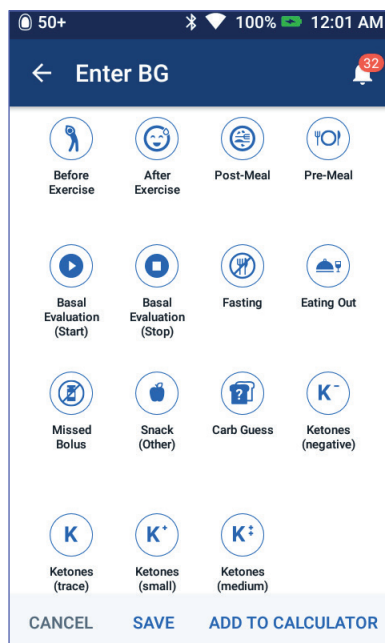 50+ 100% 12:01 AM
Enter BG
32
Before Exercise
After Exercise
Post-Meal
Pre-Meal
Basal Evaluation (Start)
Basal Evaluation (Stop)
Fasting
Eating Out
Missed Bolus
Snack (Other)
?
Carb Guess
K-
Ketones (negative)
K
Ketones (trace)
K+
Ketones (small)
K‡
Ketones (medium)
CANCEL SAVE ADD TO CALCULATOR